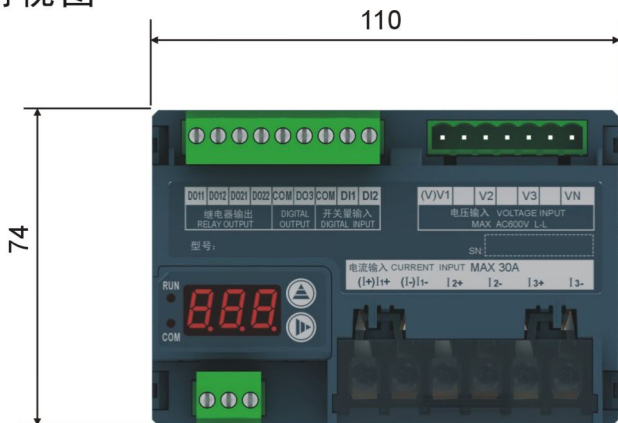 110
74
DO11 DO12 DO21 DO22 COM DO3 COM DI1 DI2
继电器输出
RELAY OUTPUT
DIGITAL
OUTPUT
开关量输入
DIGITAL INPUT
(V)V1 V2 V3 VN
电压输入 VOLTAGE INPUT
MAX AC600V L-L
型号:
SN:
电流输入 CURRENT INPUT MAX 30A
(I+)I1+ (I-)I1- I2+ I2- I3+ I3-
RUN
8.8.8.
COM